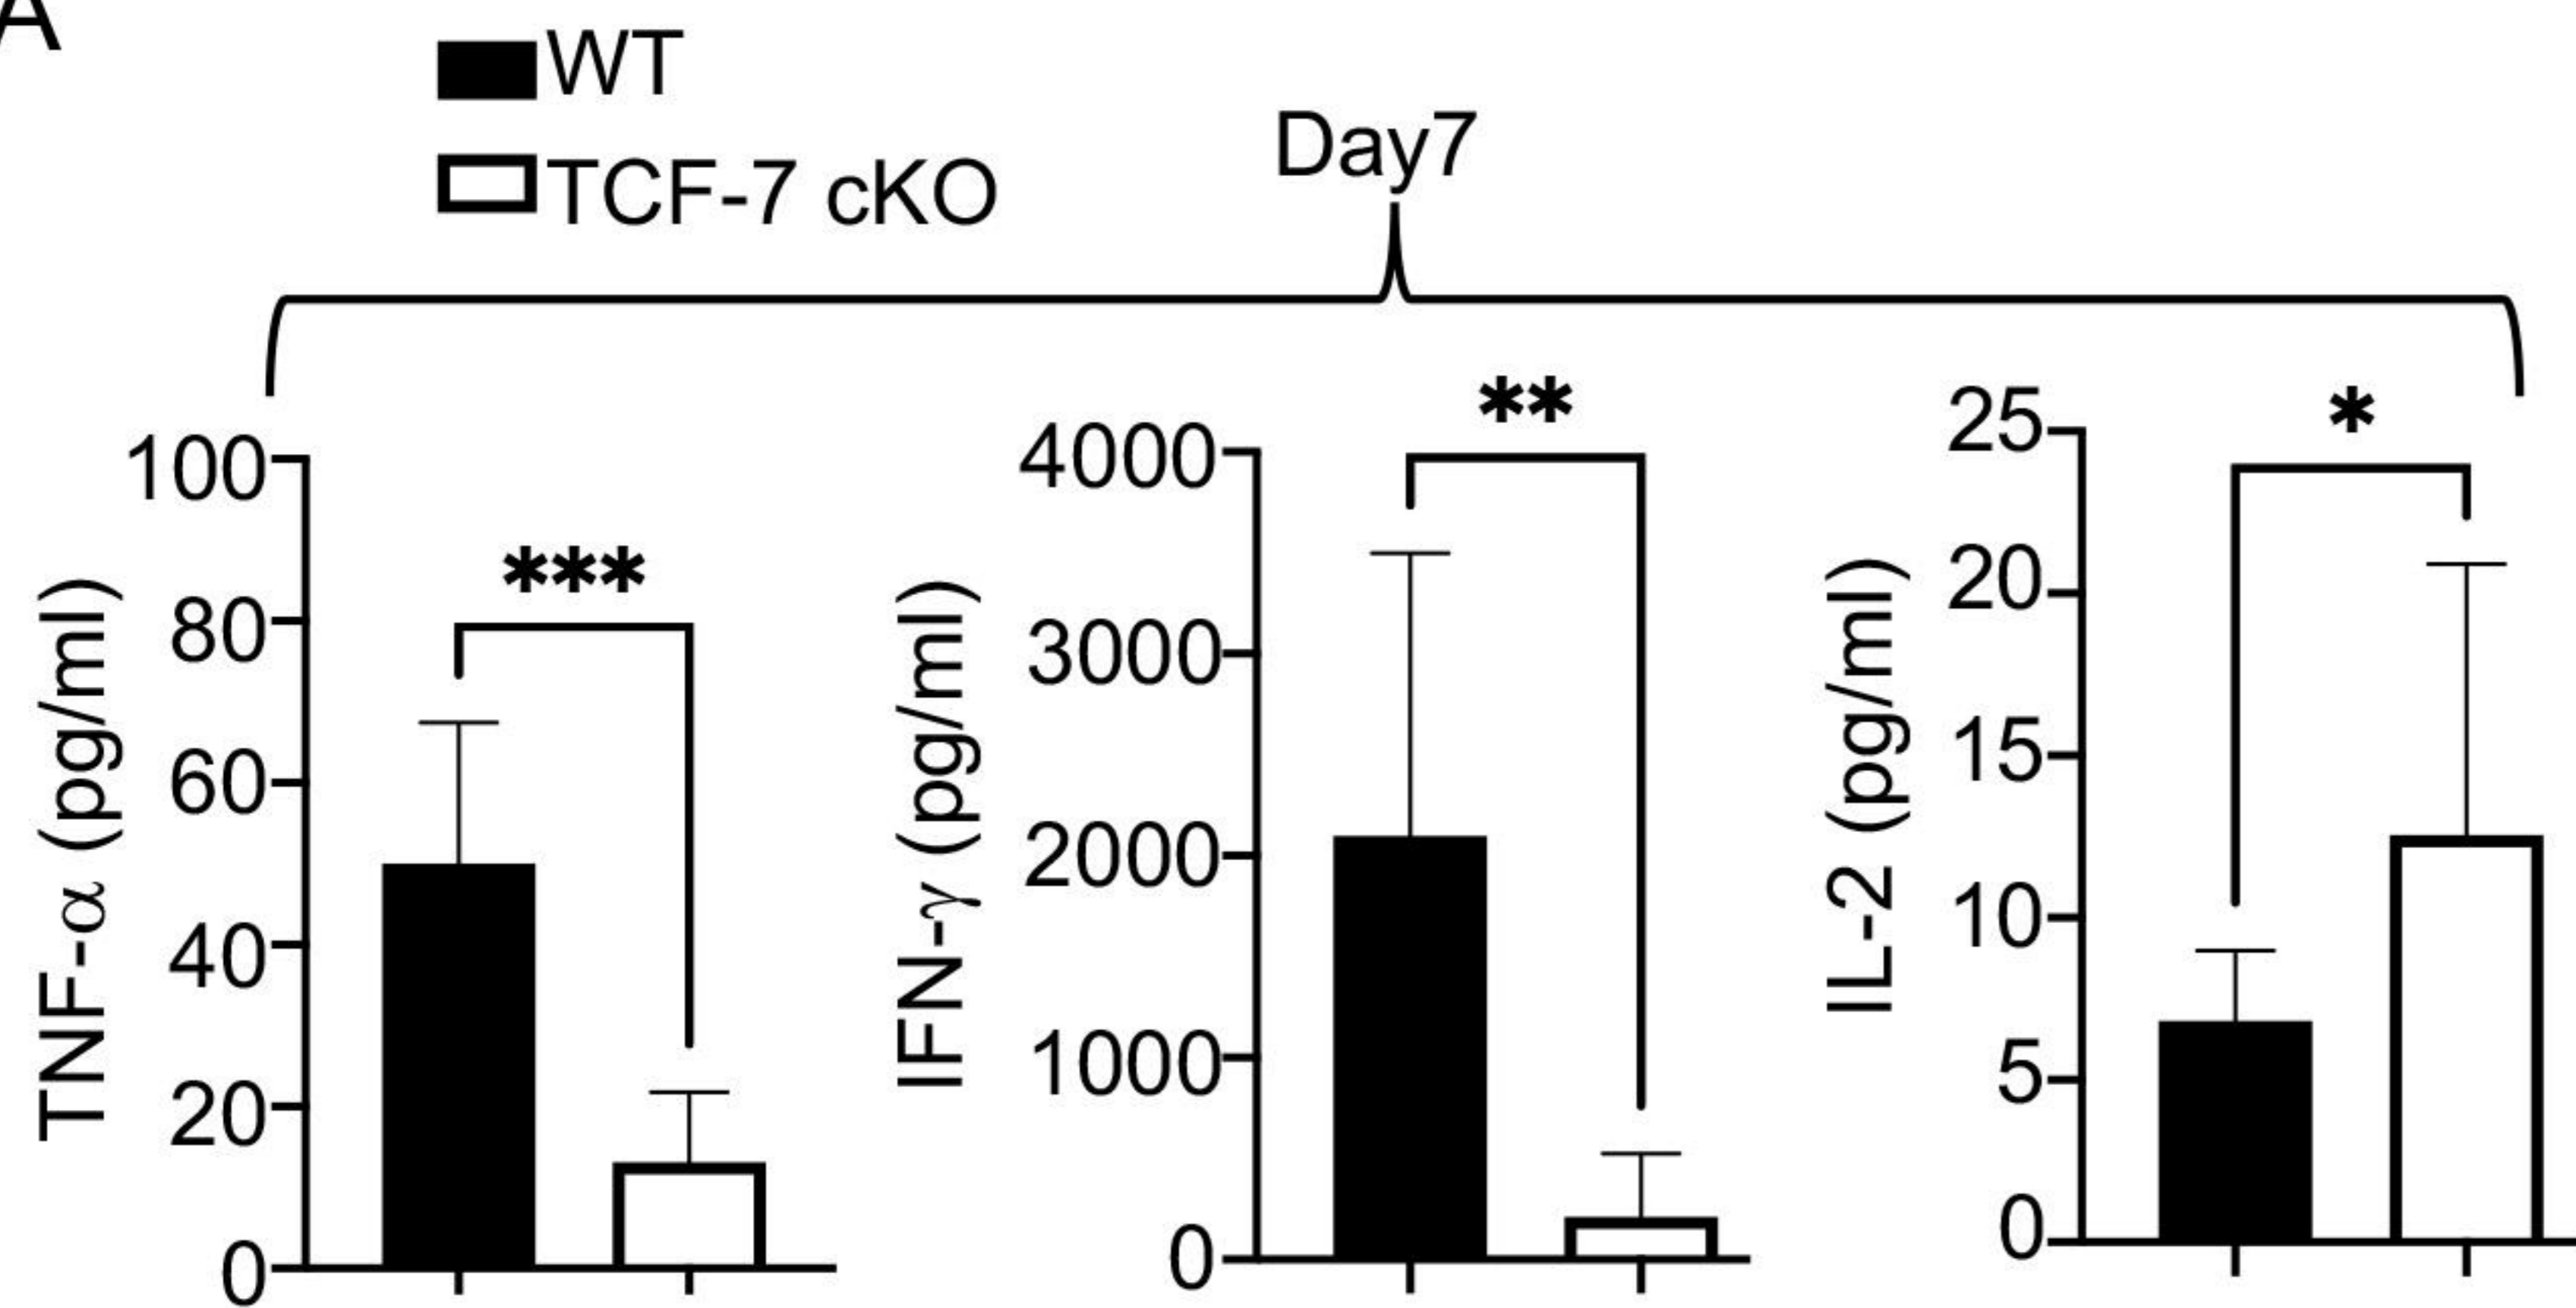 A
WT
TCF-7 cKO
Day7
TNF-α (pg/ml)
100
80
60
40
20
0
***
IFN-γ (pg/ml)
4000
3000
2000
1000
0
**
IL-2 (pg/ml)
25
20
15
10
5
0
*